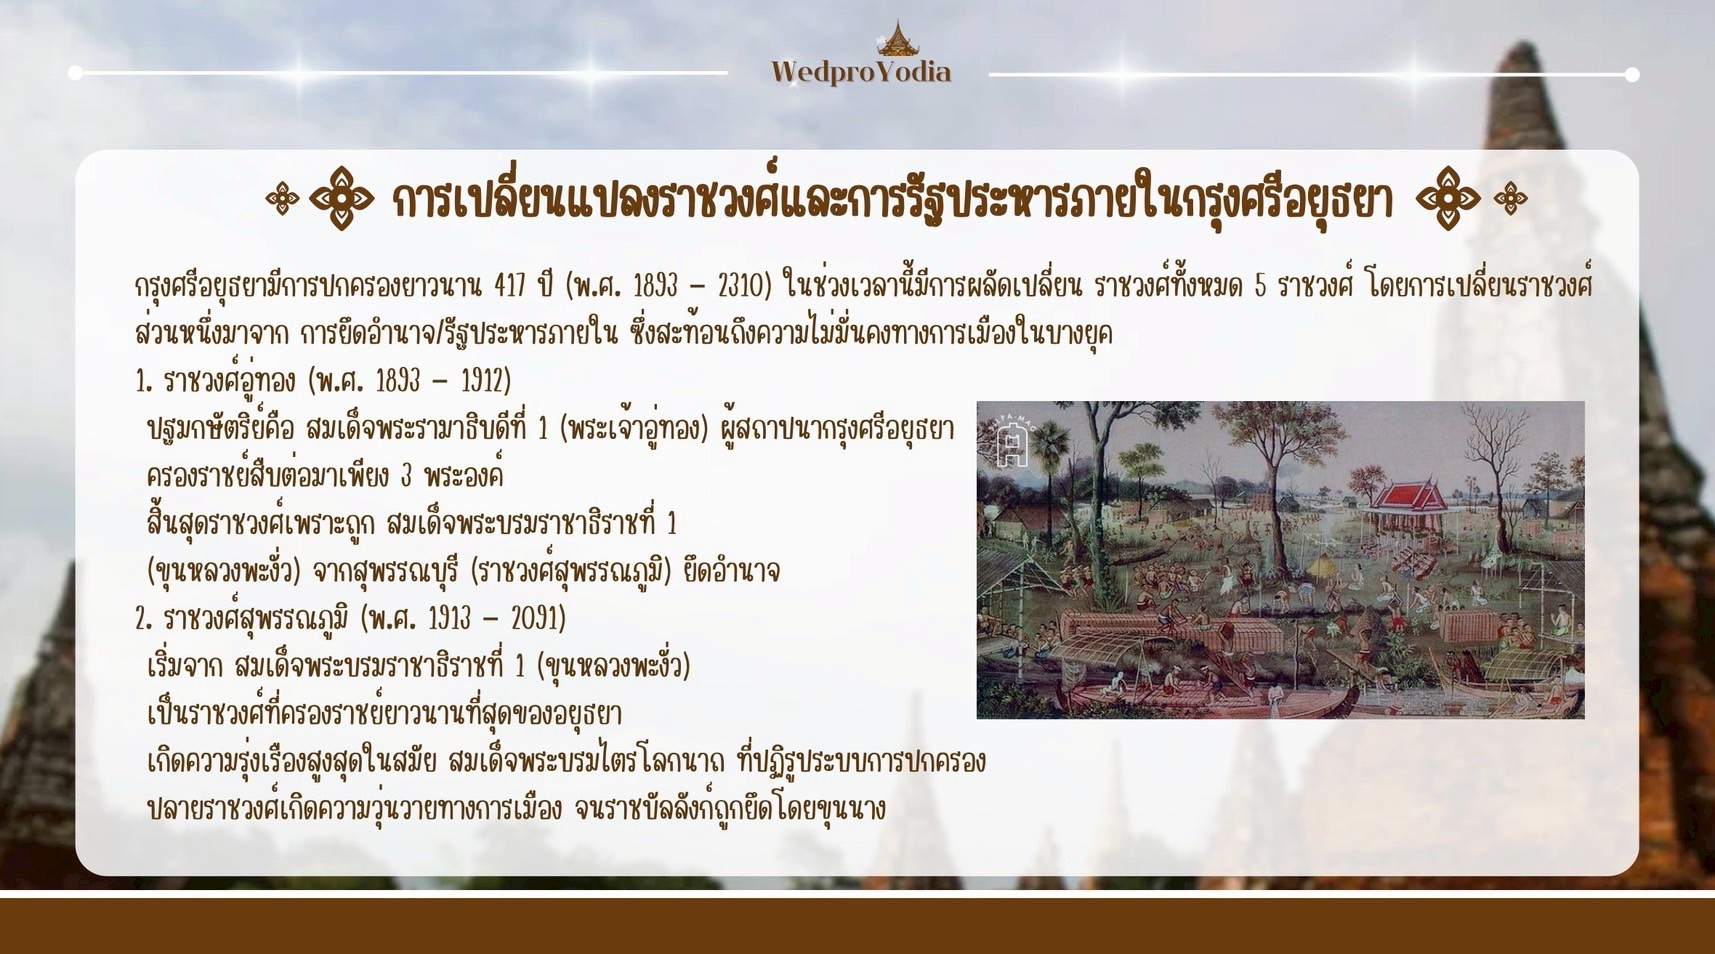 WedproYodia
การเปลี่ยนแปลงราชวงศ์และการรัฐประหารภายในกรุงศรีอยุธยา
กรุงศรีอยุธยามีการปกครองยาวนาน 417 ปี (พ.ศ. 1893 – 2310) ในช่วงเวลานี้มีการผลัดเปลี่ยน ราชวงศ์ทั้งหมด 5 ราชวงศ์ โดยการเปลี่ยนราชวงศ์
ส่วนหนึ่งมาจาก การยึดอำนาจ/รัฐประหารภายใน ซึ่งสะท้อนถึงความไม่มั่นคงทางการเมืองในบางยุค
1. ราชวงศ์อู่ทอง (พ.ศ. 1893 – 1912)
ปฐมกษัตริย์คือ สมเด็จพระรามาธิบดีที่ 1 (พระเจ้าอู่ทอง) ผู้สถาปนากรุงศรีอยุธยา
ครองราชย์สืบต่อมาเพียง 3 พระองค์
สิ้นสุดราชวงศ์เพราะถูก สมเด็จพระบรมราชาธิราชที่ 1
(ขุนหลวงพะงั่ว) จากสุพรรณบุรี (ราชวงศ์สุพรรณภูมิ) ยึดอำนาจ
2. ราชวงศ์สุพรรณภูมิ (พ.ศ. 1913 – 2091)
เริ่มจาก สมเด็จพระบรมราชาธิราชที่ 1 (ขุนหลวงพะงั่ว)
เป็นราชวงศ์ที่ครองราชย์ยาวนานที่สุดของอยุธยา
เกิดความรุ่งเรืองสูงสุดในสมัย สมเด็จพระบรมไตรโลกนาถ ที่ปฏิรูประบบการปกครอง
ปลายราชวงศ์เกิดความวุ่นวายทางการเมือง จนราชบัลลังก์ถูกยึดโดยขุนนาง